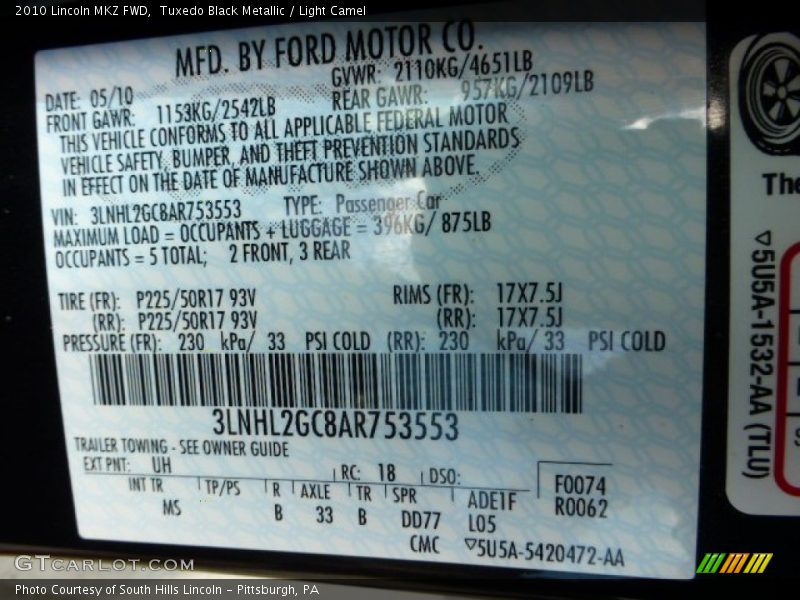 2010 Lincoln MKZ FWD,  Tuxedo Black Metallic / Light Camel
MFD. BY FORD MOTOR CO.
DATE: 05/10
GVWR: 2110KG/4651LB
FRONT GAWR: 1153KG/2542LB
REAR GAWR: 957KG/2109LB
THIS VEHICLE CONFORMS TO ALL APPLICABLE FEDERAL MOTOR
VEHICLE SAFETY, BUMPER, AND THEFT PREVENTION STANDARDS
IN EFFECT ON THE DATE OF MANUFACTURE SHOWN ABOVE.
VIN: 3LNHL2GC8AR753553 TYPE: Passenger Car
MAXIMUM LOAD = OCCUPANTS + LUGGAGE = 396KG/ 875LB
OCCUPANTS = 5 TOTAL; 2 FRONT, 3 REAR
TIRE (FR): P225/50R17 93V RIMS (FR): 17X7.5J
(RR): P225/50R17 93V (RR): 17X7.5J
PRESSURE (FR): 230 kPa/ 33 PSI COLD (RR): 230 kPa/ 33 PSI COLD
3LNHL2GC8AR753553
TRAILER TOWING - SEE OWNER GUIDE
EXT PNT: UH RC: 18 DSO:
INT TR TP/PS R AXLE TR SPR ADE1F F0074
MS B 33 B DD77 L05 R0062
CMC ▽5U5A-5420472-AA
The
▽5U5A-1532-AA (TLU)
GTCarLot.com
Photo Courtesy of South Hills Lincoln - Pittsburgh, PA